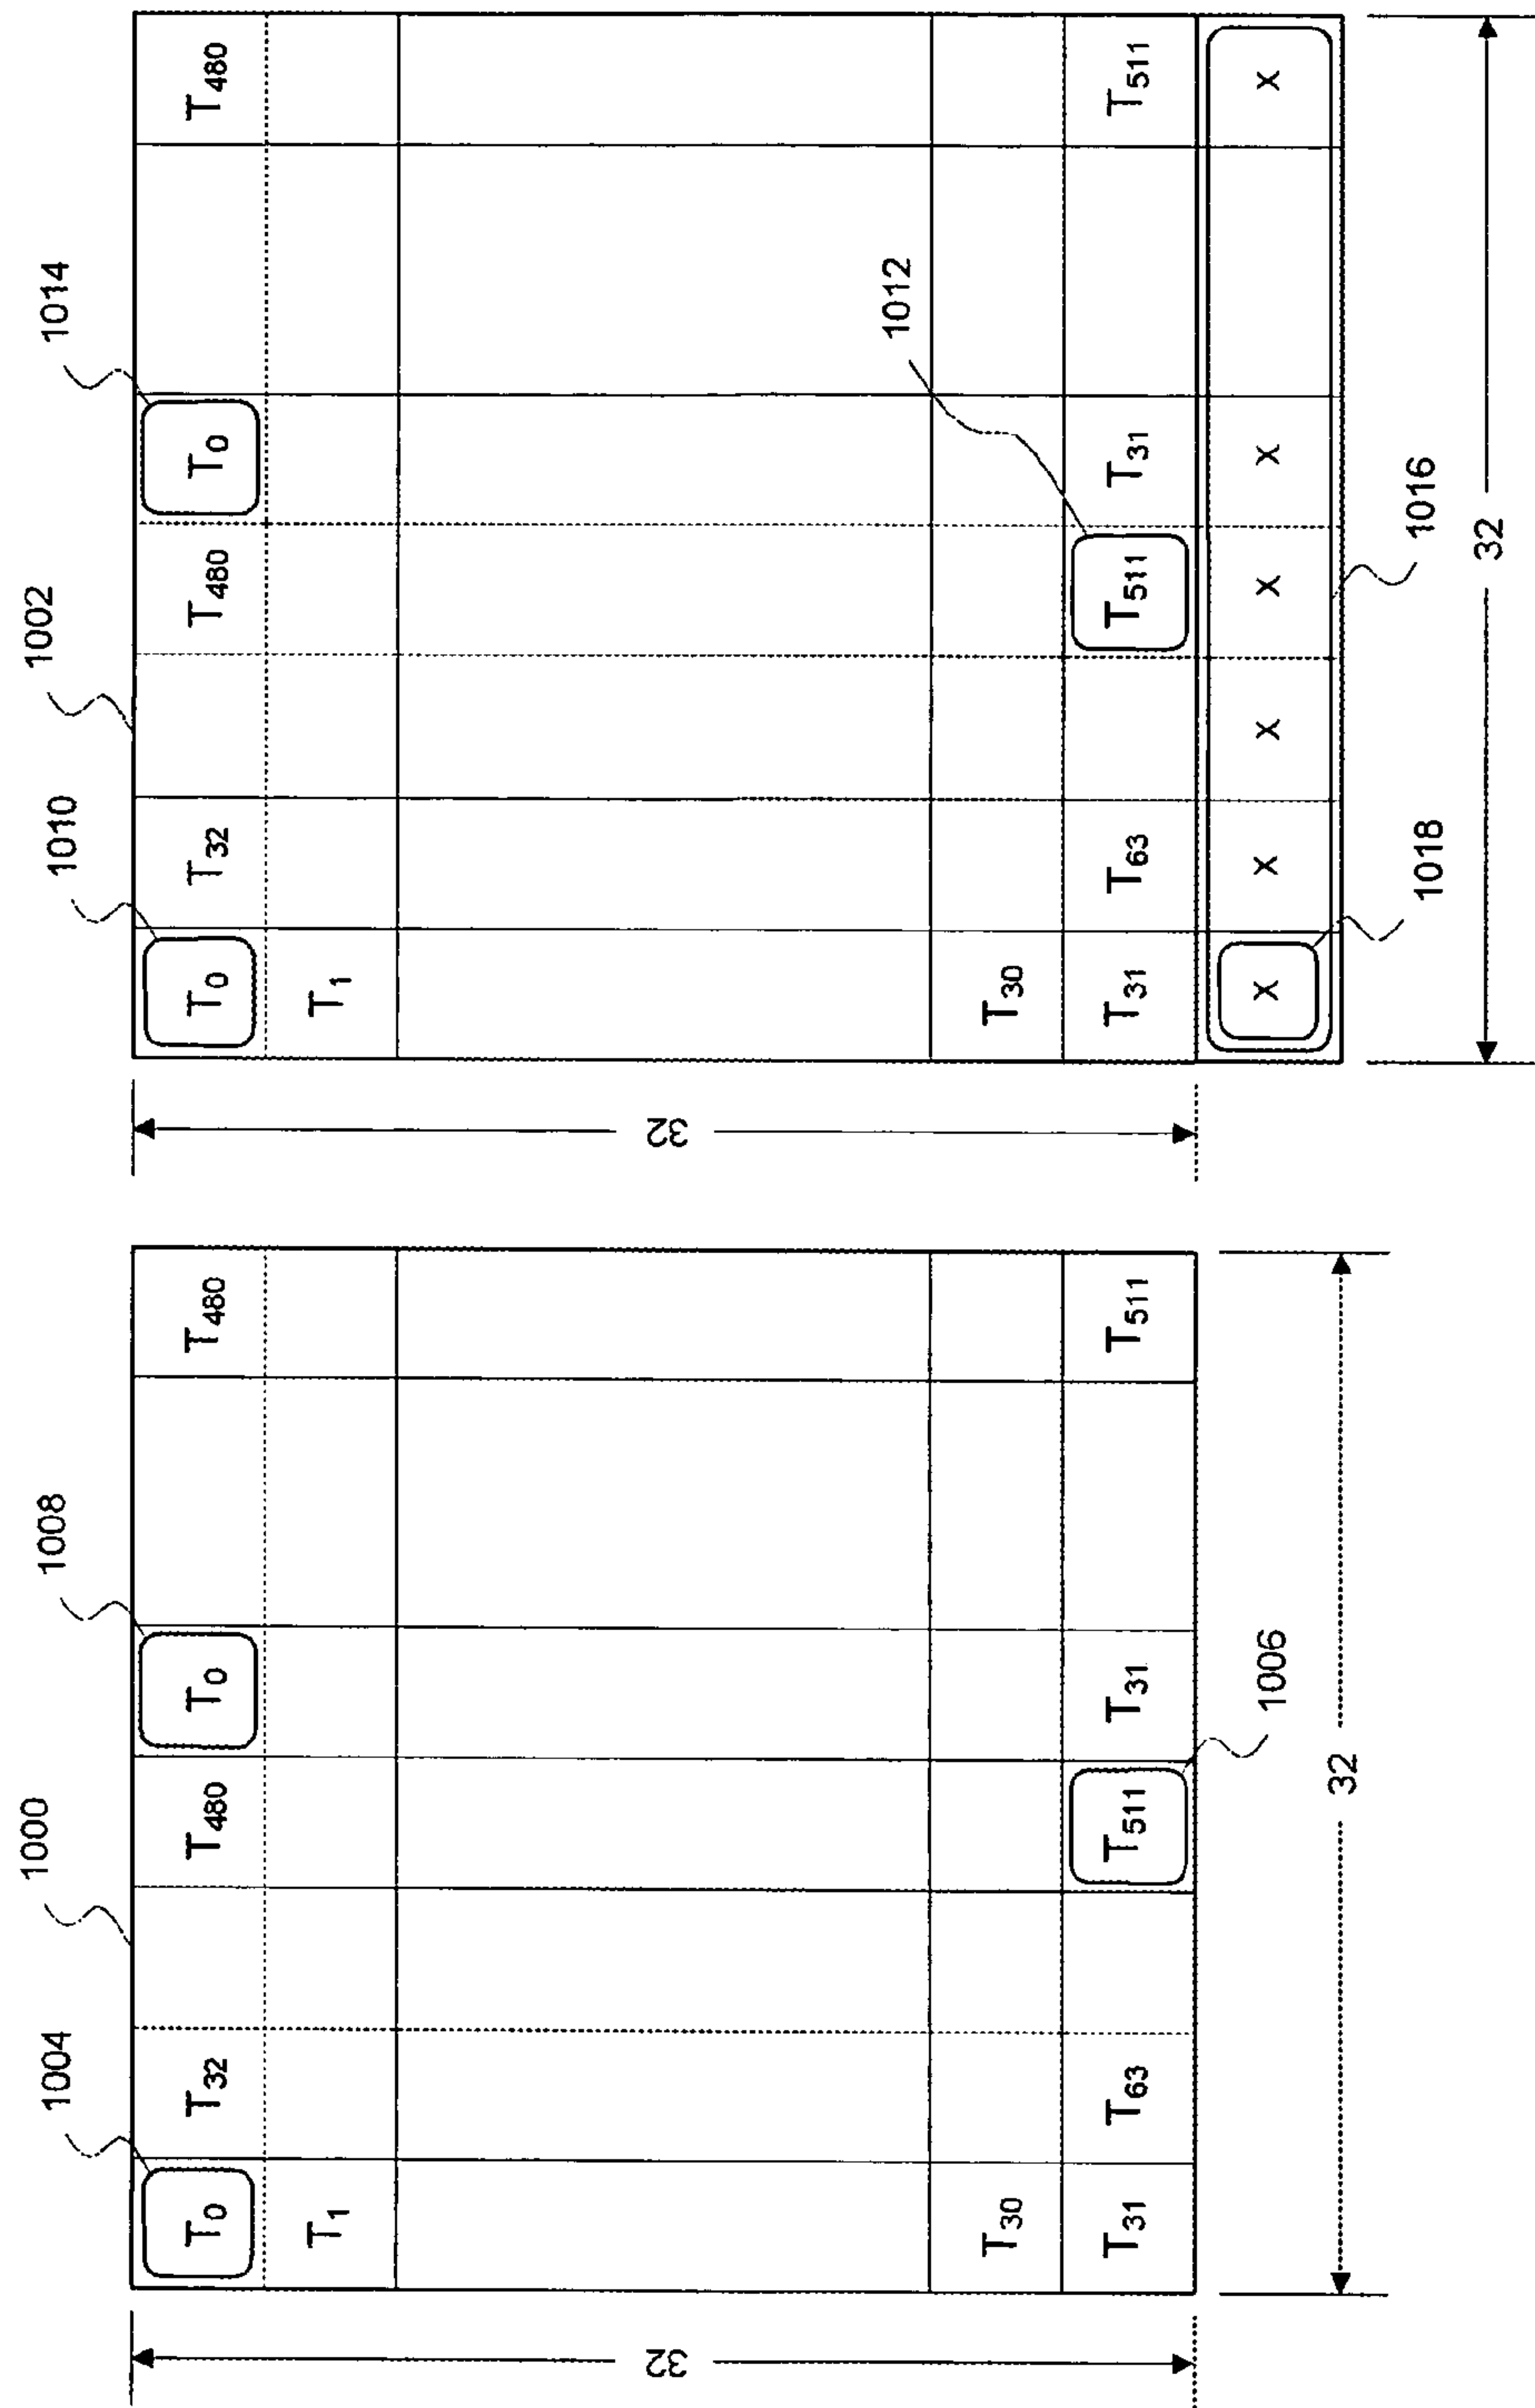 1004 1000 1008
T₀ T₃₂ T₄₈₀ T₀ T₄₈₀
T₁
32
T₃₀
T₃₁ T₆₃ T₅₁₁ T₃₁ T₅₁₁
1006
32
1010 1002 1014
T₀ T₃₂ T₄₈₀ T₀ T₄₈₀
T₁
32
1012
T₃₀
T₃₁ T₆₃ T₅₁₁ T₃₁ T₅₁₁
x x x x x x
1018 1016
32